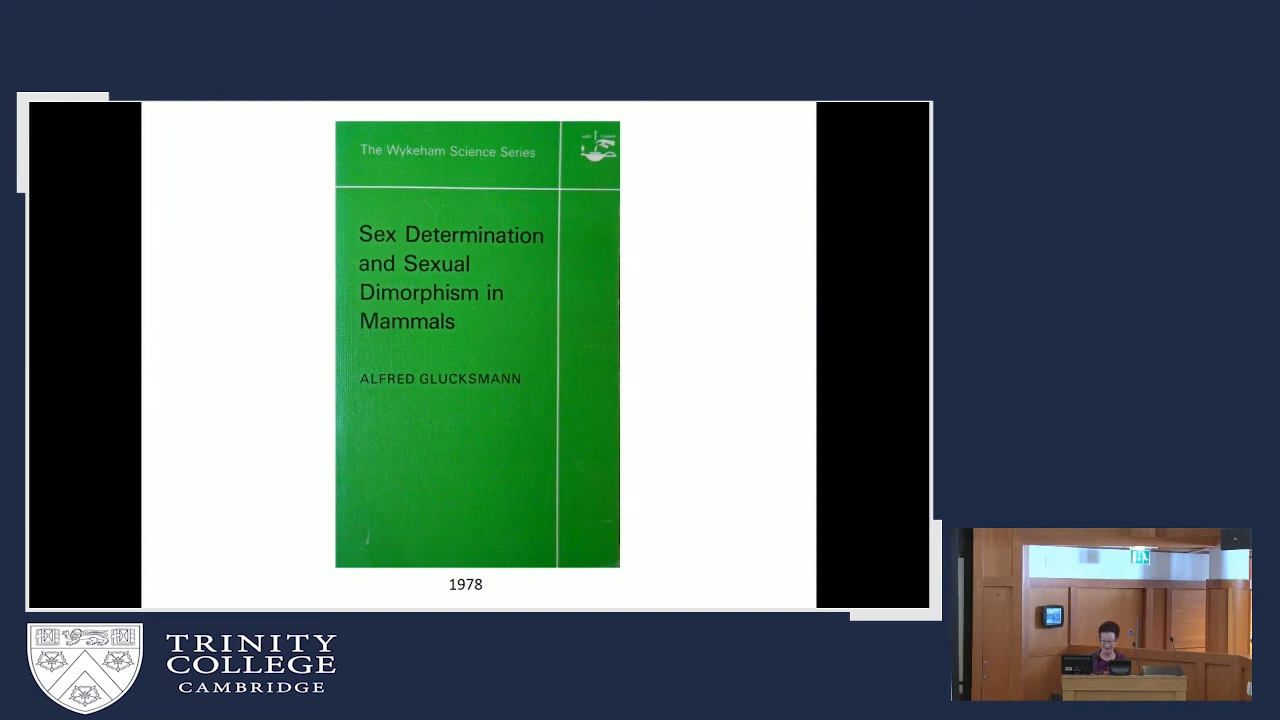 The Wykeham Science Series
Sex Determination
and Sexual
Dimorphism in
Mammals
ALFRED GLUCKSMANN
1978
TRINITY
COLLEGE
CAMBRIDGE